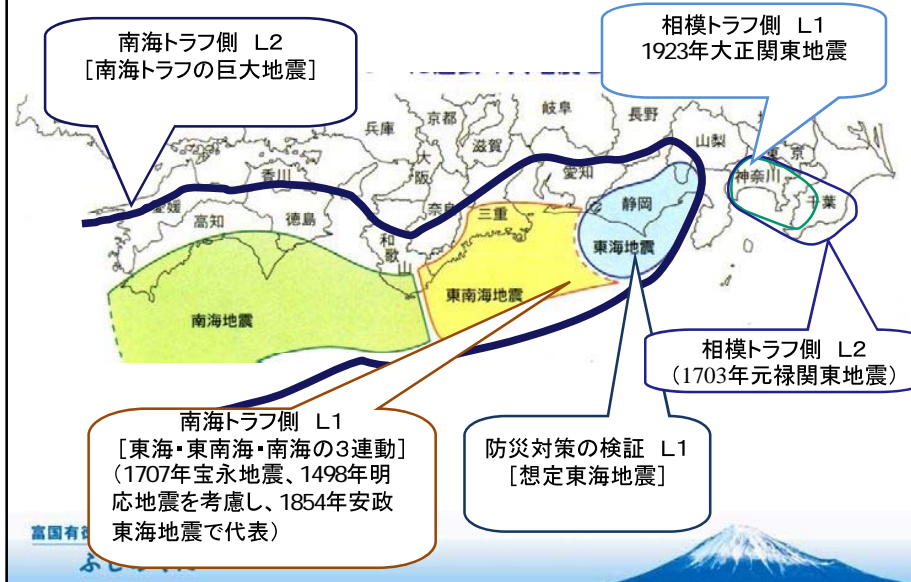 南海トラフ側 L2
[南海トラフの巨大地震]
相模トラフ側 L1
1923年大正関東地震
兵庫
京都
大阪
滋賀
岐阜
長野
山梨
愛知
静岡
神奈川
東京
千葉
香川
愛媛
高知
徳島
奈良
和歌山
三重
東海地震
東南海地震
南海地震
相模トラフ側 L2
(1703年元禄関東地震)
南海トラフ側 L1
[東海・東南海・南海の3連動]
(1707年宝永地震、1498年明
応地震を考慮し、1854年安政
東海地震で代表)
防災対策の検証 L1
[想定東海地震]
富国有